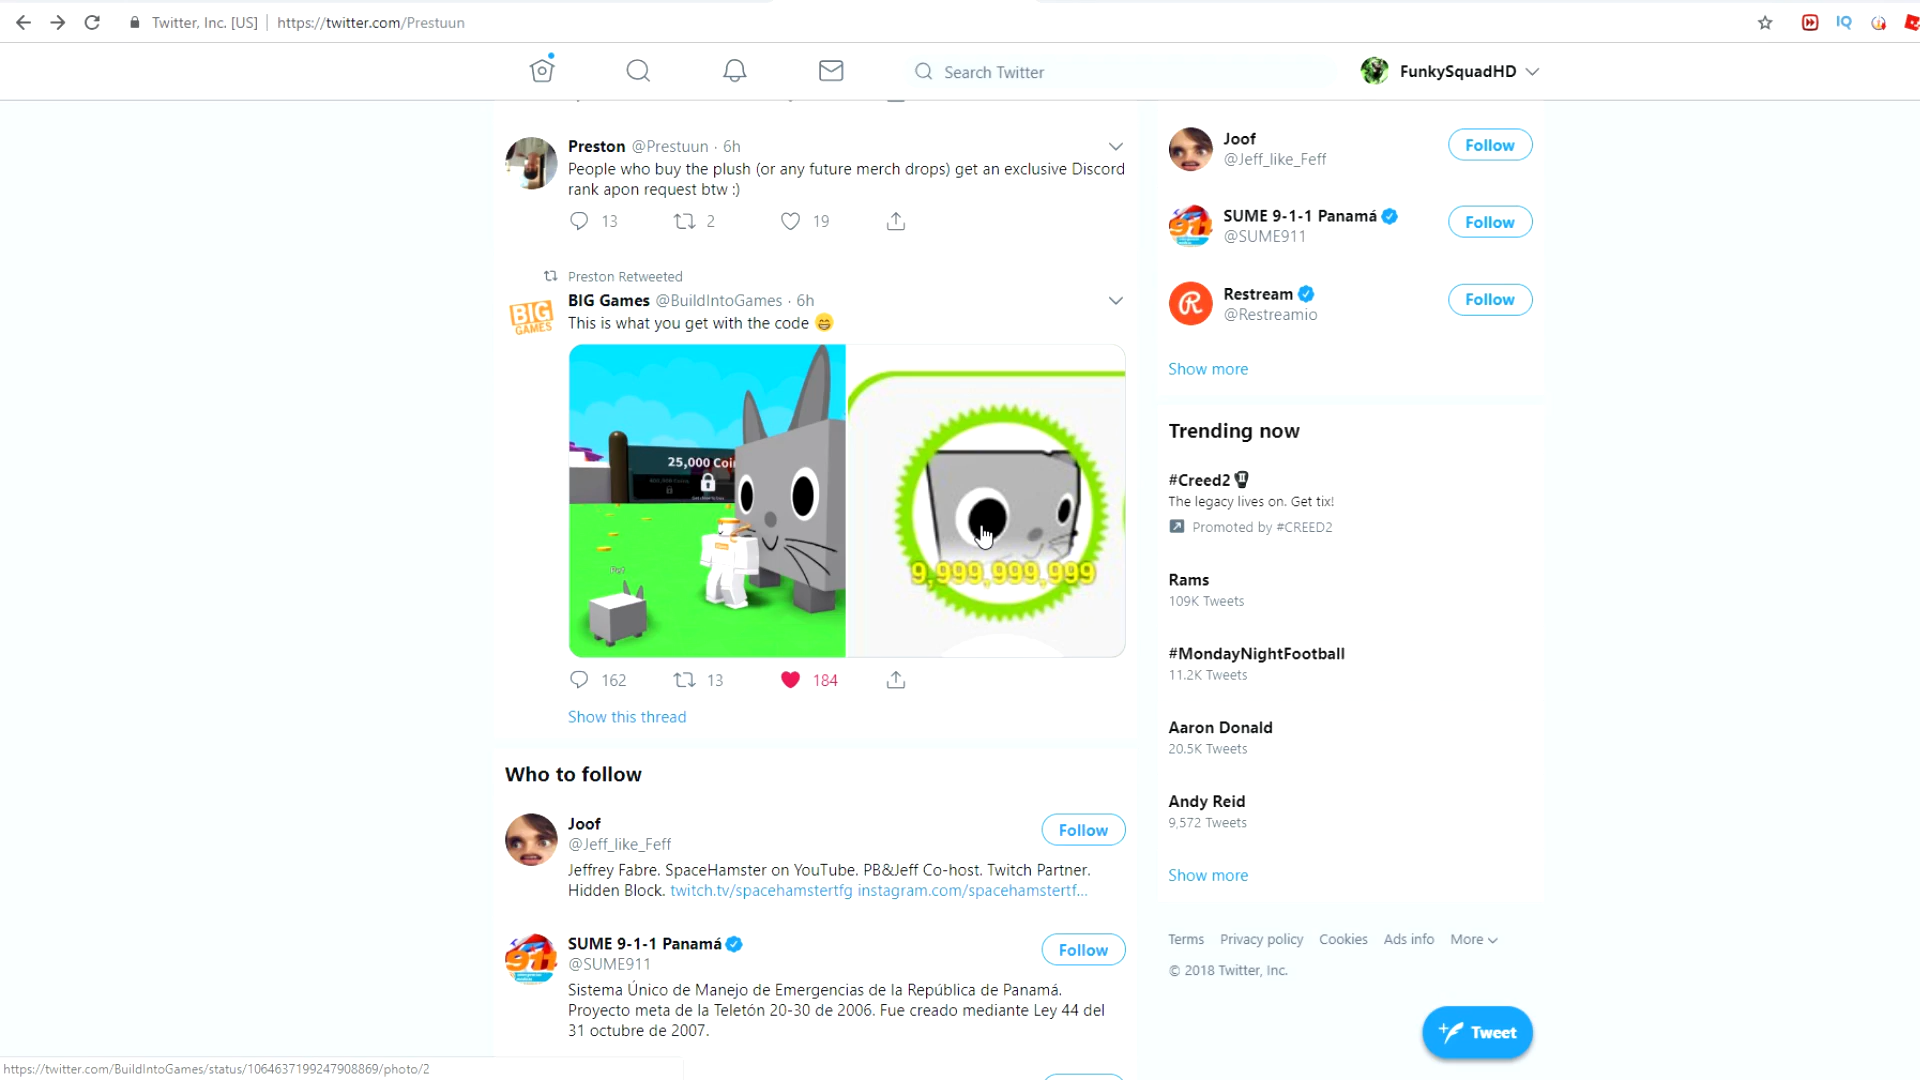 Twitter, Inc. [US] | https://twitter.com/Prestuun
IQ
Search Twitter
FunkySquadHD
Preston @Prestuun · 6h
People who buy the plush (or any future merch drops) get an exclusive Discord
rank apon request btw :)
13 2 19
Preston Retweeted
BIG GAMES
BIG Games @BuildIntoGames · 6h
This is what you get with the code 😁
25,000 Coi
9,999,999,999
162 13 184
Show this thread
Who to follow
Joof
@Jeff_like_Feff
Follow
Jeffrey Fabre. SpaceHamster on YouTube. PB&Jeff Co-host. Twitch Partner.
Hidden Block. twitch.tv/spacehamstertfg instagram.com/spacehamstertf...
911
SUME 9-1-1 Panamá
@SUME911
Follow
Sistema Único de Manejo de Emergencias de la República de Panamá.
Proyecto meta de la Teletón 20-30 de 2006. Fue creado mediante Ley 44 del
31 octubre de 2007.
Joof
@Jeff_like_Feff
Follow
911
SUME 9-1-1 Panamá
@SUME911
Follow
R
Restream
@Restreamio
Follow
Show more
Trending now
#Creed2
The legacy lives on. Get tix!
Promoted by #CREED2
Rams
109K Tweets
#MondayNightFootball
11.2K Tweets
Aaron Donald
20.5K Tweets
Andy Reid
9,572 Tweets
Show more
Terms Privacy policy Cookies Ads info More
© 2018 Twitter, Inc.
Tweet
https://twitter.com/BuildIntoGames/status/1064637199247908869/photo/2